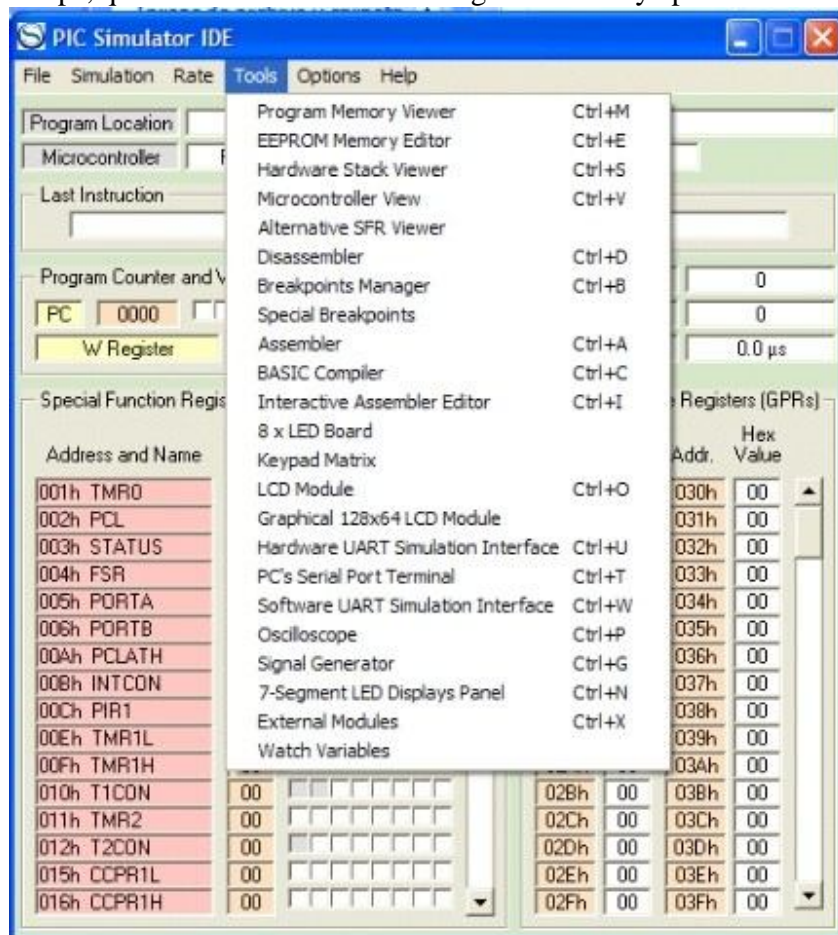 PIC Simulator IDE
File Simulation Rate Tools Options Help
Program Location
Microcontroller
Last Instruction
Program Counter and
PC 0000
W Register
Special Function Regis
Address and Name
001h TMR0
002h PCL
003h STATUS
004h FSR
005h PORTA
006h PORTB
00Ah PCLATH
00Bh INTCON
00Ch PIR1
00Eh TMR1L
00Fh TMR1H
010h T1CON 00
011h TMR2 00
012h T2CON 00
015h CCPR1L 00
016h CCPR1H 00
Program Memory Viewer Ctrl+M
EEPROM Memory Editor Ctrl+E
Hardware Stack Viewer Ctrl+S
Microcontroller View Ctrl+V
Alternative SFR Viewer
Disassembler Ctrl+D
Breakpoints Manager Ctrl+B
Special Breakpoints
Assembler Ctrl+A
BASIC Compiler Ctrl+C
Interactive Assembler Editor Ctrl+I
8 x LED Board
Keypad Matrix
LCD Module Ctrl+O
Graphical 128x64 LCD Module
Hardware UART Simulation Interface Ctrl+U
PC's Serial Port Terminal Ctrl+T
Software UART Simulation Interface Ctrl+W
Oscilloscope Ctrl+P
Signal Generator Ctrl+G
7-Segment LED Displays Panel Ctrl+N
External Modules Ctrl+X
Watch Variables
0
0
0.0 µs
Registers (GPRs)
Addr. Hex Value
030h 00
031h 00
032h 00
033h 00
034h 00
035h 00
036h 00
037h 00
038h 00
039h 00
03Ah 00
02Bh 00 03Bh 00
02Ch 00 03Ch 00
02Dh 00 03Dh 00
02Eh 00 03Eh 00
02Fh 00 03Fh 00